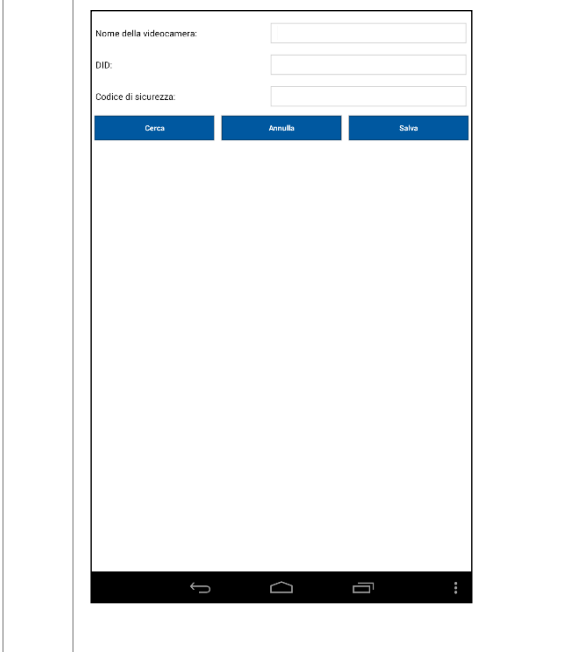 Nome della videocamera:
DID:
Codice di sicurezza:
Cerca Annulla Salva